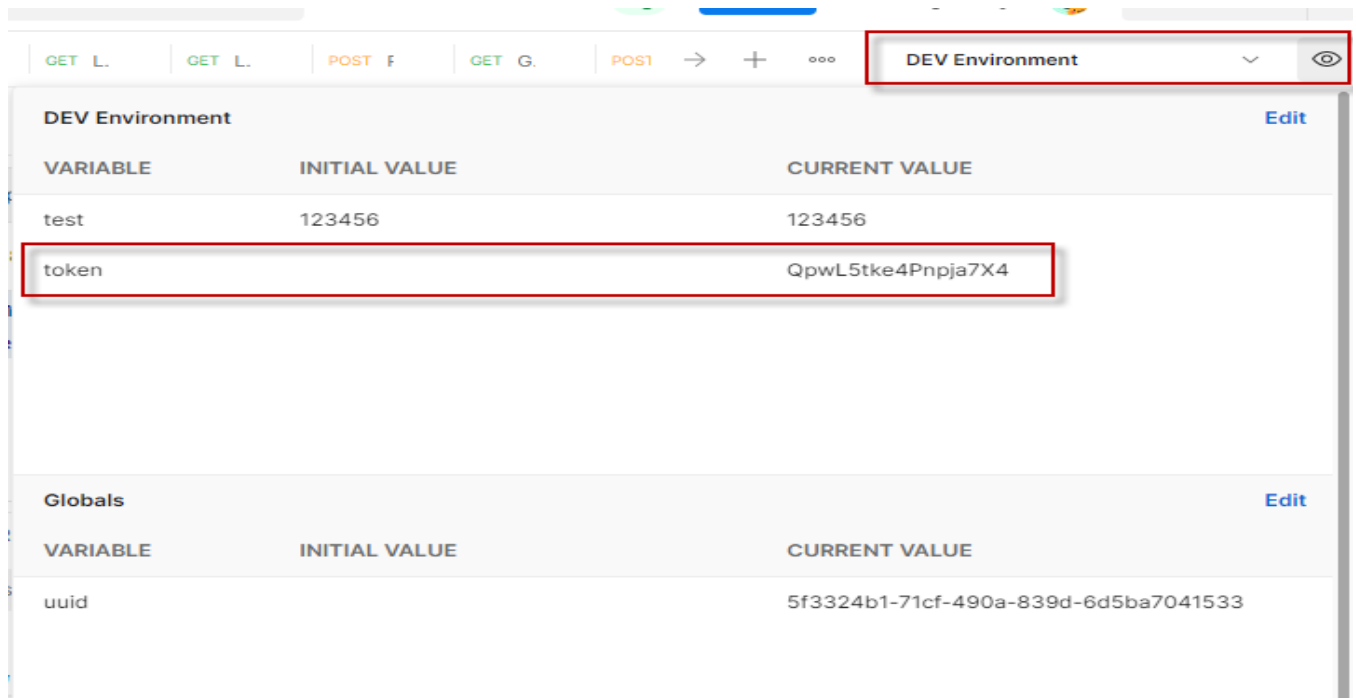 GET L. GET L. POST F GET G. POST DEV Environment
DEV Environment Edit
VARIABLE INITIAL VALUE CURRENT VALUE
test 123456 123456
token QpwL5tke4Pnpja7X4
Globals Edit
VARIABLE INITIAL VALUE CURRENT VALUE
uuid 5f3324b1-71cf-490a-839d-6d5ba7041533